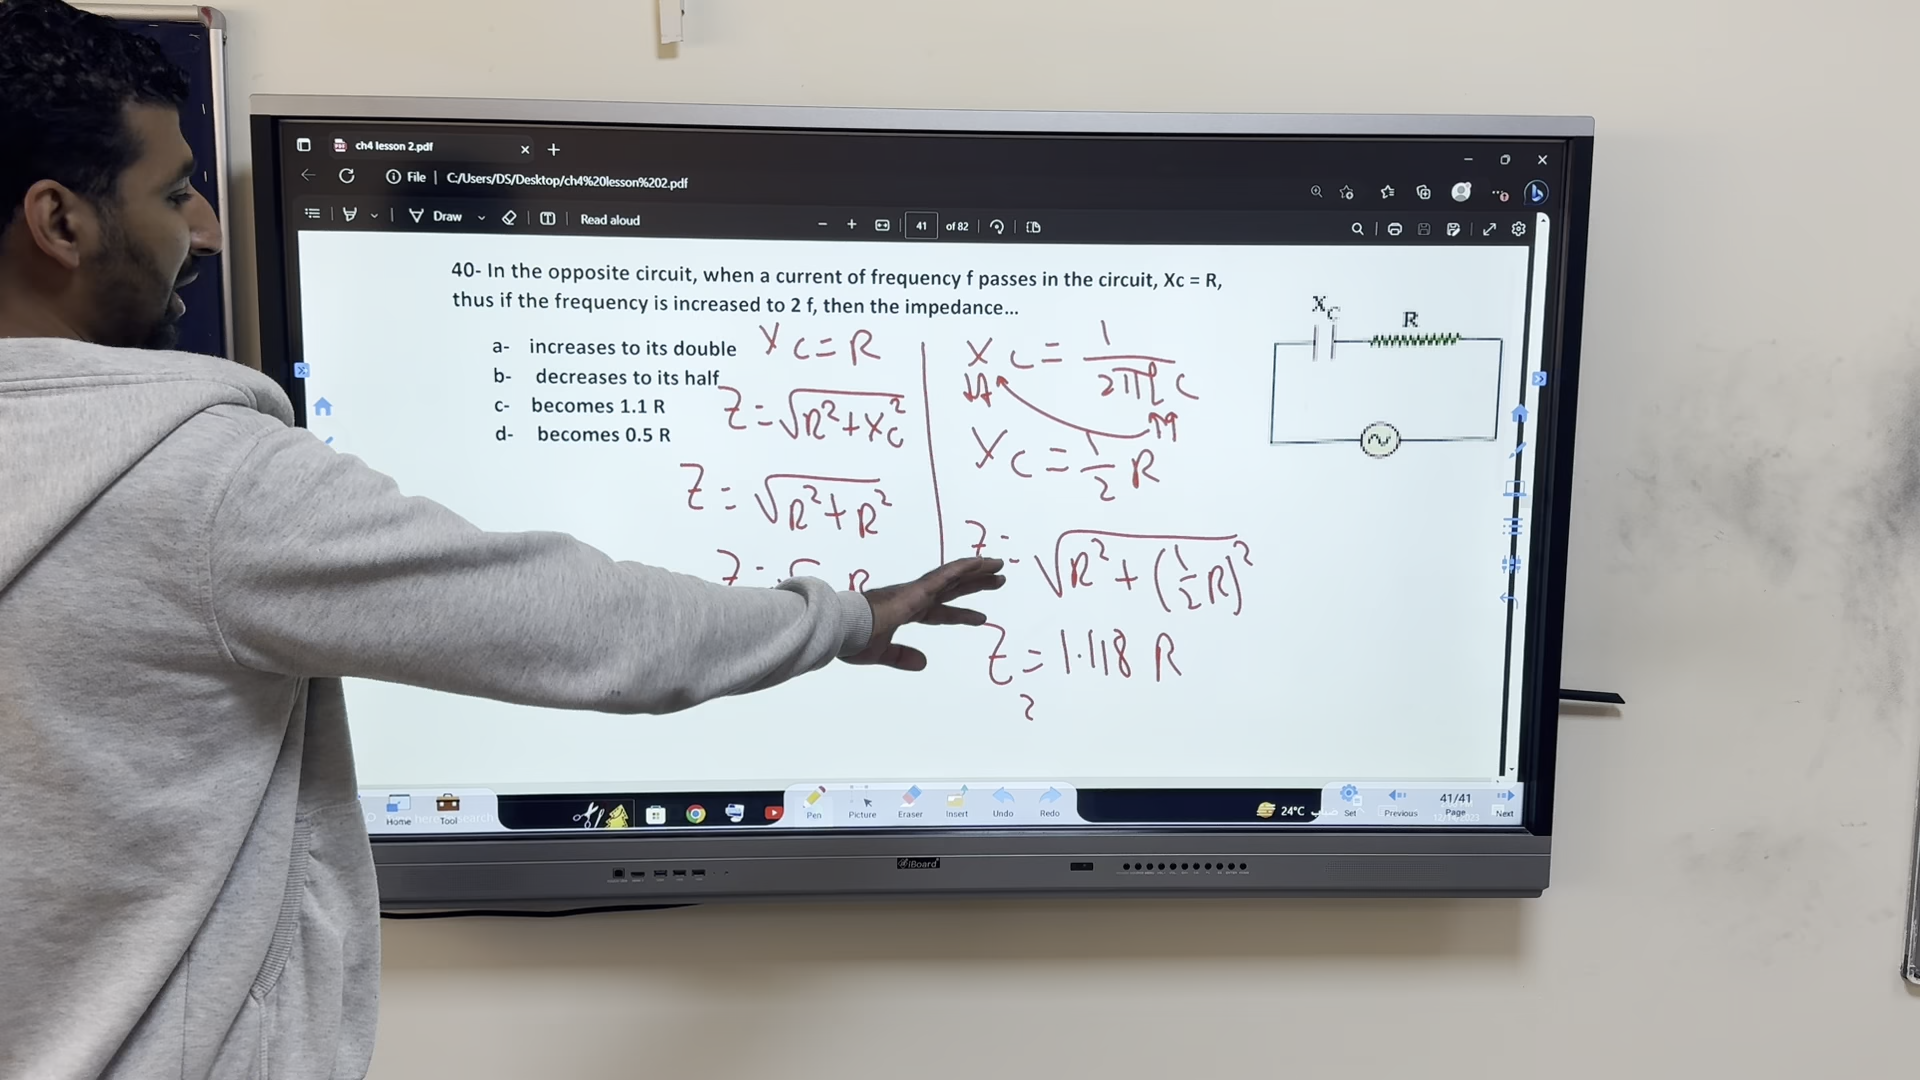 ch4 lesson 2.pdf
File | C:/Users/DS/Desktop/ch4%20lesson%202.pdf
Draw
Read aloud
41 of 82
40- In the opposite circuit, when a current of frequency f passes in the circuit, Xc = R,
thus if the frequency is increased to 2 f, then the impedance...
a- increases to its double
b- decreases to its half
c- becomes 1.1 R
d- becomes 0.5 R
XC = R
Z = √R²+XC²
Z = √R²+R²
Z = √ R
XC = 1/2πfC
XC = 1/2 R
Z = √R² + (1/2 R)²
Z2 = 1.118 R
XC
R
Home
Tool
Pen
Picture
Eraser
Insert
Undo
Redo
24°C
Set
Previous
41/41
Page
Next
iBoard